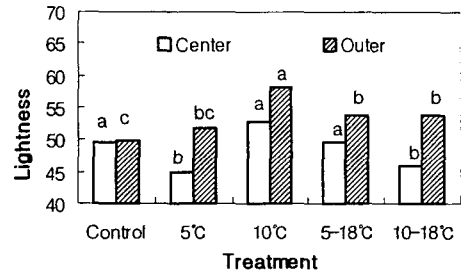 70
65
60
55
50
45
40
Lightness
Center
Outer
a c
b bc
a a
a b
b b
Control 5℃ 10℃ 5-18℃ 10-18℃
Treatment